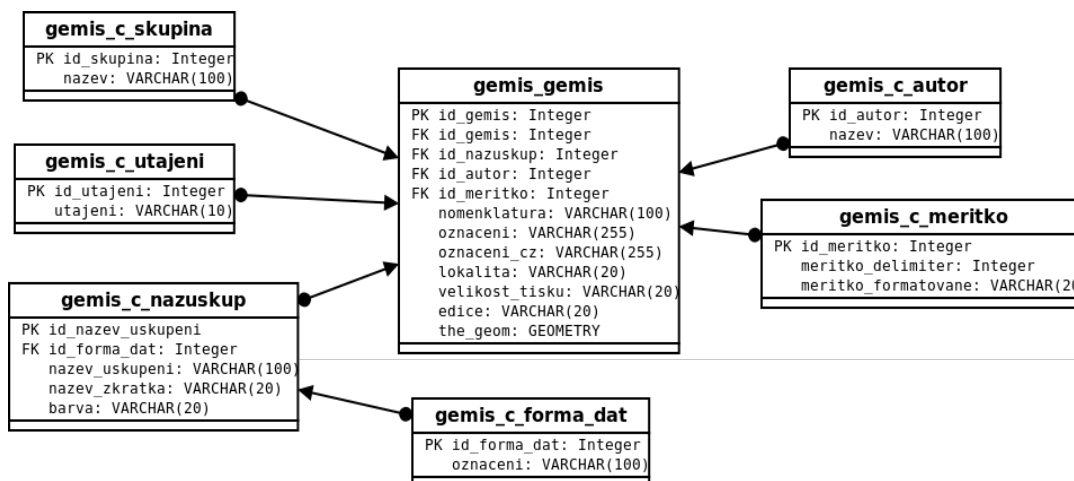 gemis_c_skupina
PK id_skupina: Integer
nazev: VARCHAR(100)
gemis_c_utajeni
PK id_utajeni: Integer
utajeni: VARCHAR(10)
gemis_c_nazuskup
PK id_nazev_uskupeni
FK id_forma_dat: Integer
nazev_uskupeni: VARCHAR(100)
nazev_zkratka: VARCHAR(20)
barva: VARCHAR(20)
gemis_gemis
PK id_gemis: Integer
FK id_gemis: Integer
FK id_nazuskup: Integer
FK id_autor: Integer
FK id_meritko: Integer
nomenklatura: VARCHAR(100)
oznaceni: VARCHAR(255)
oznaceni_cz: VARCHAR(255)
lokalita: VARCHAR(20)
velikost_tisku: VARCHAR(20)
edice: VARCHAR(20)
the_geom: GEOMETRY
gemis_c_forma_dat
PK id_forma_dat: Integer
oznaceni: VARCHAR(100)
gemis_c_autor
PK id_autor: Integer
nazev: VARCHAR(100)
gemis_c_meritko
PK id_meritko: Integer
meritko_delimiter: Integer
meritko_formatovane: VARCHAR(20